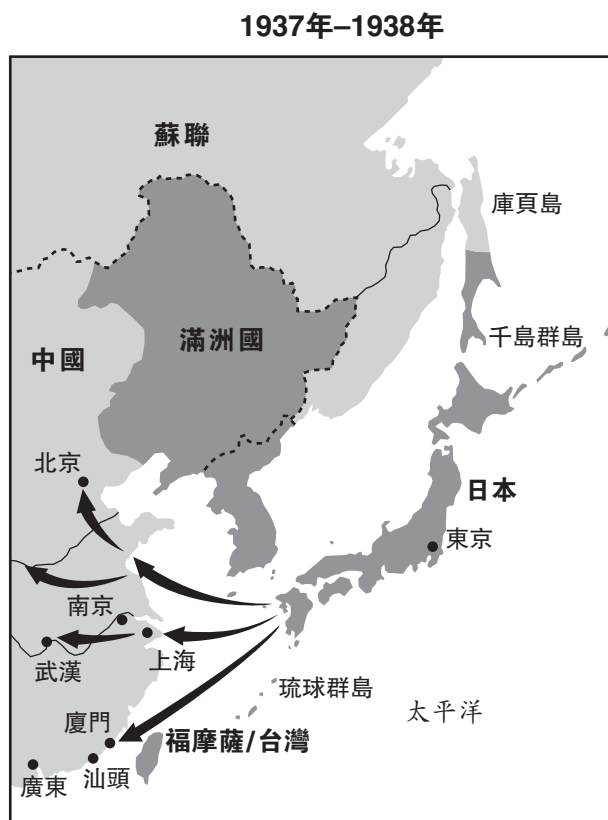 1937年–1938年
蘇聯
庫頁島
千島群島
滿洲國
中國
北京
日本
東京
南京
武漢
上海
琉球群島
太平洋
廈門
福摩薩/台灣
汕頭
廣東